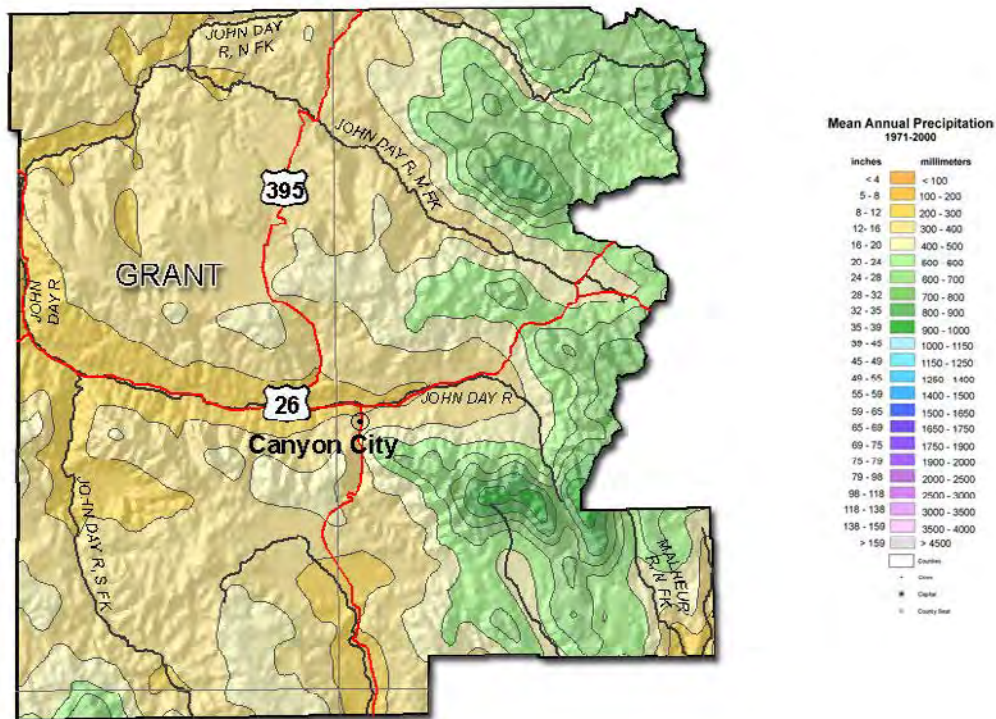 JOHN DAY
R, N FK
JOHN DAY R, M FK
395
GRANT
JOHN
DAY R
26
JOHN DAY R
Canyon City
JOHN DAY R, S FK
MALHEUR
R, N FK
Mean Annual Precipitation
1971-2000
inches millimeters
< 4 < 100
5 - 8 100 - 200
8 - 12 200 - 300
12- 16 300 - 400
16 - 20 400 - 500
20 - 24 600 - 600
24 - 28 600 - 700
28 - 32 700 - 800
32 - 35 800 - 900
35 - 39 900 - 1000
39 - 45 1000 - 1150
45 - 49 1150 - 1250
49 - 55 1250 - 1400
55 - 59 1400 - 1500
59 - 65 1500 - 1650
65 - 69 1650 - 1750
69 - 75 1750 - 1900
75 - 79 1900 - 2000
79 - 98 2000 - 2500
98 - 118 2500 - 3000
118 - 138 3000 - 3500
138 - 159 3500 - 4000
> 159 > 4500
Counties
Cities
Capital
County Seat